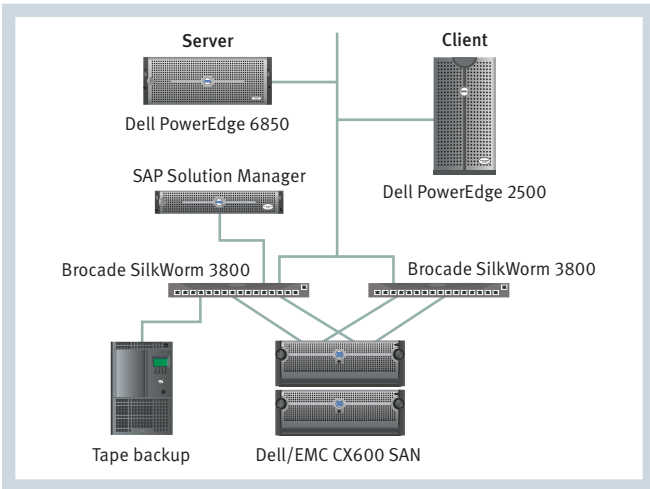 Server
Client
Dell PowerEdge 6850
SAP Solution Manager
Dell PowerEdge 2500
Brocade SilkWorm 3800
Brocade SilkWorm 3800
Tape backup
Dell/EMC CX600 SAN